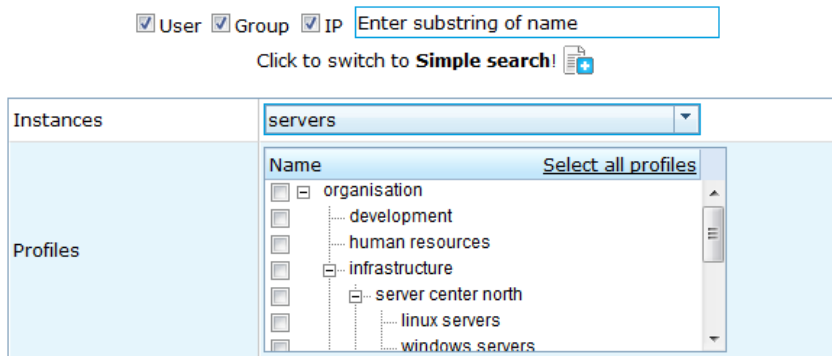 User Group IP Enter substring of name
Click to switch to Simple search!
Instances servers
Name Select all profiles
organisation
development
human resources
Profiles
infrastructure
server center north
linux servers
windows servers